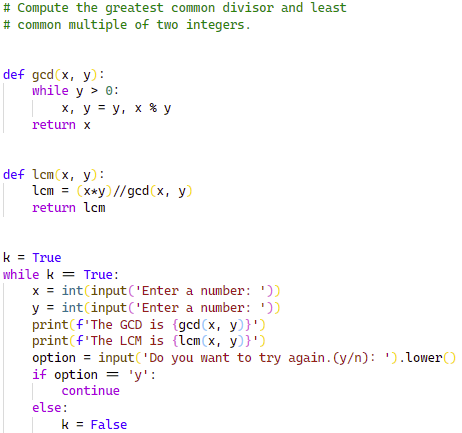 # Compute the greatest common divisor and least
# common multiple of two integers.
def gcd(x, y):
while y > 0:
x, y = y, x % y
return x
def lcm(x, y):
lcm = (x*y)//gcd(x, y)
return lcm
k = True
while k == True:
x = int(input('Enter a number: '))
y = int(input('Enter a number: '))
print(f'The GCD is {gcd(x, y)}')
print(f'The LCM is {lcm(x, y)}')
option = input('Do you want to try again.(y/n): ').lower()
if option == 'y':
continue
else:
k = False